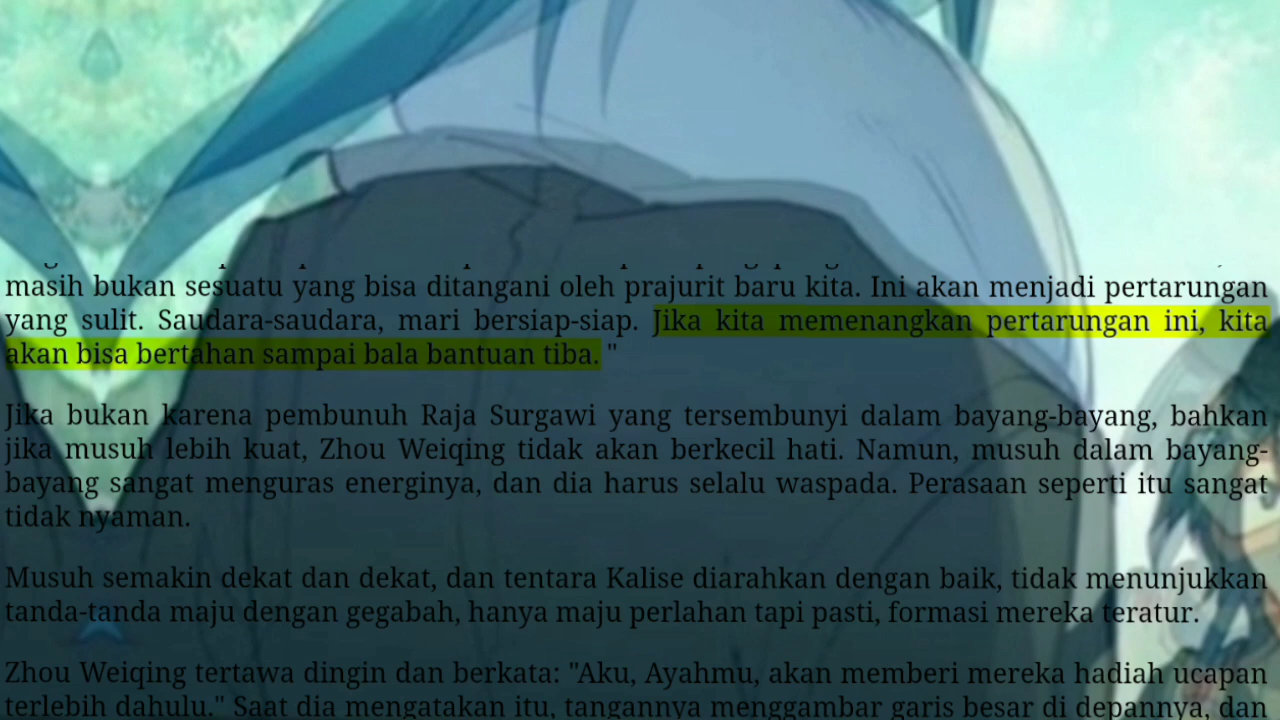 masih bukan sesuatu yang bisa ditangani oleh prajurit baru kita. Ini akan menjadi pertarungan
yang sulit. Saudara-saudara, mari bersiap-siap. Jika kita memenangkan pertarungan ini, kita
akan bisa bertahan sampai bala bantuan tiba. "
Jika bukan karena pembunuh Raja Surgawi yang tersembunyi dalam bayang-bayang, bahkan
jika musuh lebih kuat, Zhou Weiqing tidak akan berkecil hati. Namun, musuh dalam bayang-
bayang sangat menguras energinya, dan dia harus selalu waspada. Perasaan seperti itu sangat
tidak nyaman.
Musuh semakin dekat dan dekat, dan tentara Kalise diarahkan dengan baik, tidak menunjukkan
tanda-tanda maju dengan gegabah, hanya maju perlahan tapi pasti, formasi mereka teratur.
Zhou Weiqing tertawa dingin dan berkata: "Aku, Ayahmu, akan memberi mereka hadiah ucapan
terlebih dahulu." Saat dia mengatakan itu, tangannya menggambar garis besar di depannya, dan